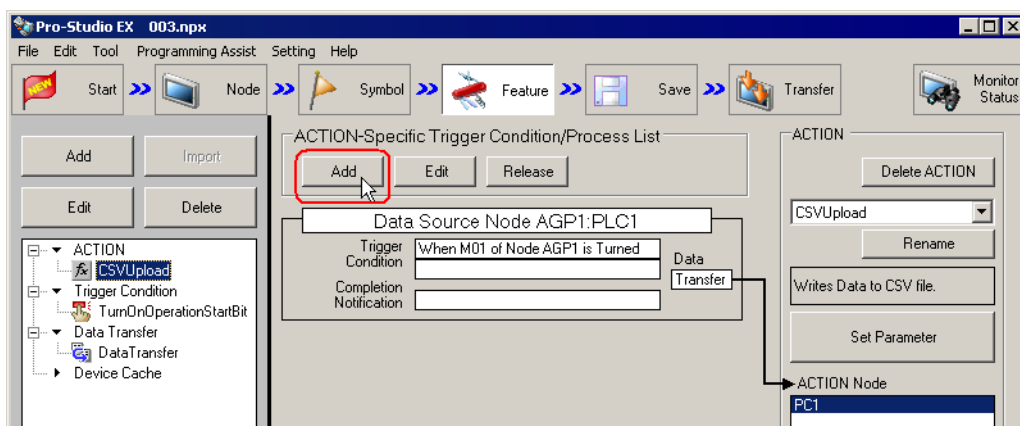 Pro-Studio EX 003.npx
File Edit Tool Programming Assist Setting Help
NEW Start Node Symbol Feature Save Transfer Monitor Status
Add Import
Edit Delete
ACTION
CSVUpload
Trigger Condition
TurnOnOperationStartBit
Data Transfer
DataTransfer
Device Cache
ACTION-Specific Trigger Condition/Process List
Add Edit Release
Data Source Node AGP1:PLC1
Trigger Condition
When M01 of Node AGP1 is Turned
Completion Notification
Data
Transfer
ACTION
Delete ACTION
CSVUpload
Rename
Writes Data to CSV file.
Set Parameter
ACTION Node
PC1